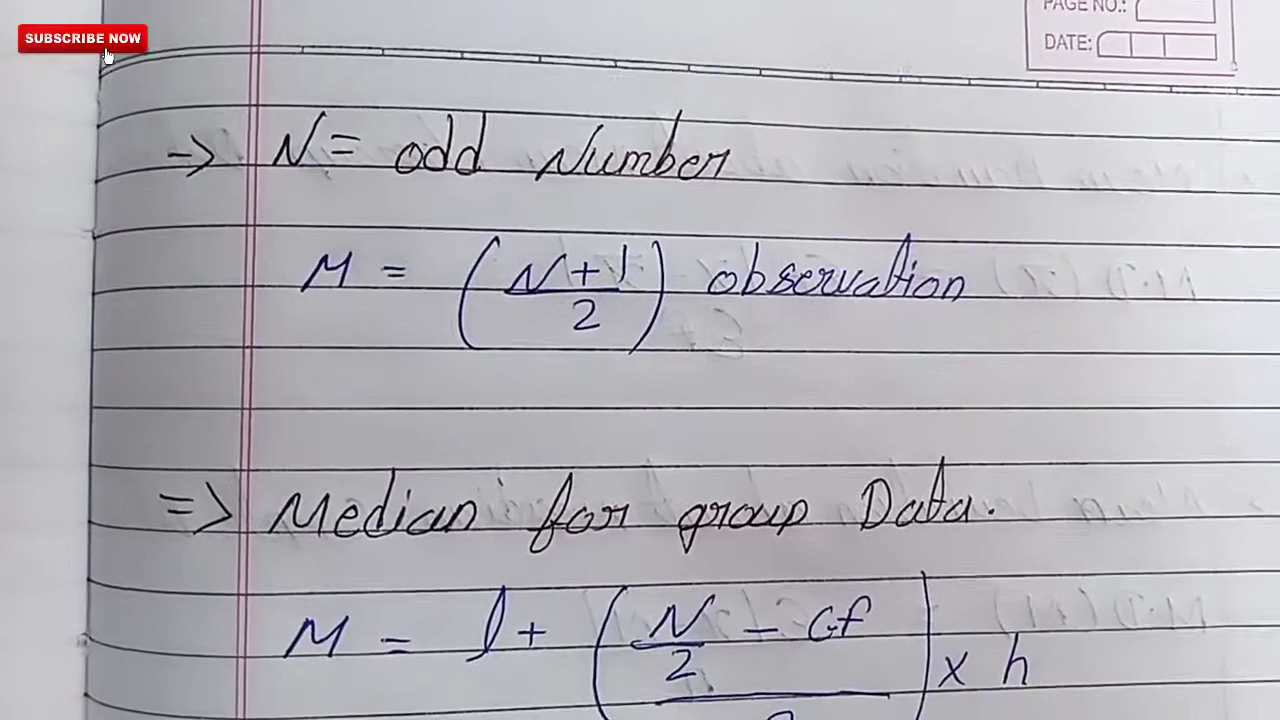 SUBSCRIBE NOW
PAGE NO.:
DATE:
-> N = odd Number
M = (N+1/2) observation
=> Median for group Data.
M = l + (N/2 - Cf) x h